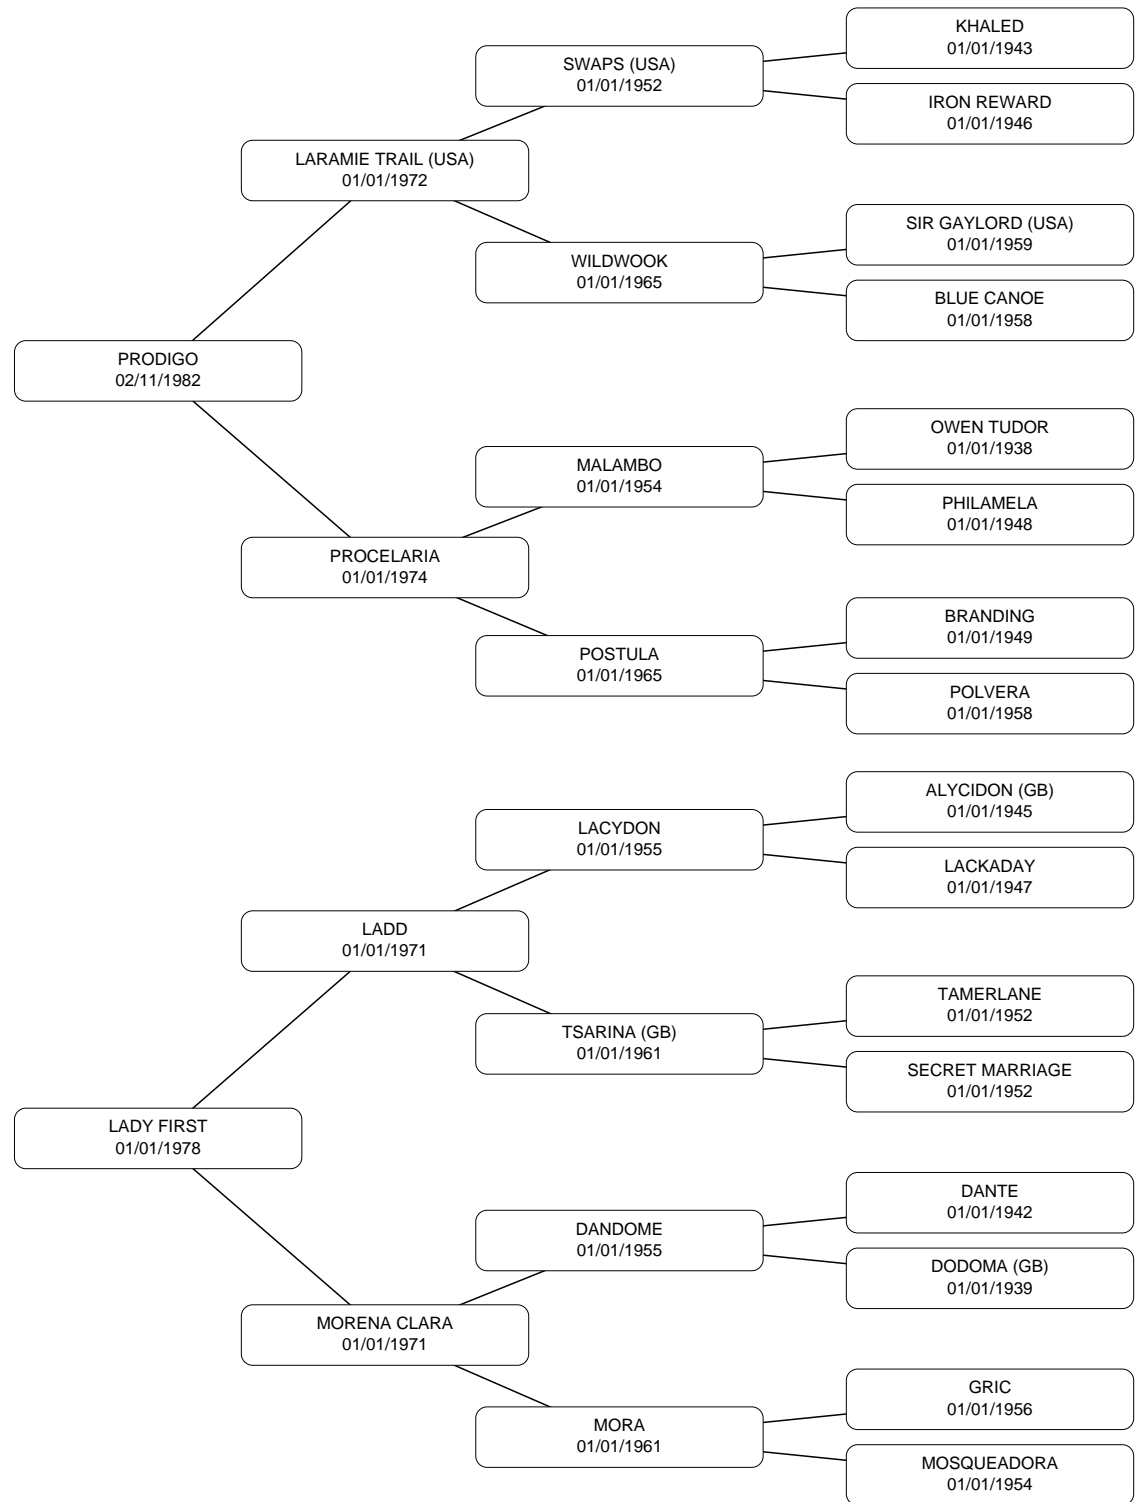 KHALED
01/01/1943
SWAPS (USA)
01/01/1952
IRON REWARD
01/01/1946
LARAMIE TRAIL (USA)
01/01/1972
SIR GAYLORD (USA)
01/01/1959
WILDWOOK
01/01/1965
BLUE CANOE
01/01/1958
PRODIGO
02/11/1982
OWEN TUDOR
01/01/1938
MALAMBO
01/01/1954
PHILAMELA
01/01/1948
PROCELARIA
01/01/1974
BRANDING
01/01/1949
POSTULA
01/01/1965
POLVERA
01/01/1958
ALYCIDON (GB)
01/01/1945
LACYDON
01/01/1955
LACKADAY
01/01/1947
LADD
01/01/1971
TAMERLANE
01/01/1952
TSARINA (GB)
01/01/1961
SECRET MARRIAGE
01/01/1952
LADY FIRST
01/01/1978
DANTE
01/01/1942
DANDOME
01/01/1955
DODOMA (GB)
01/01/1939
MORENA CLARA
01/01/1971
GRIC
01/01/1956
MORA
01/01/1961
MOSQUEADORA
01/01/1954